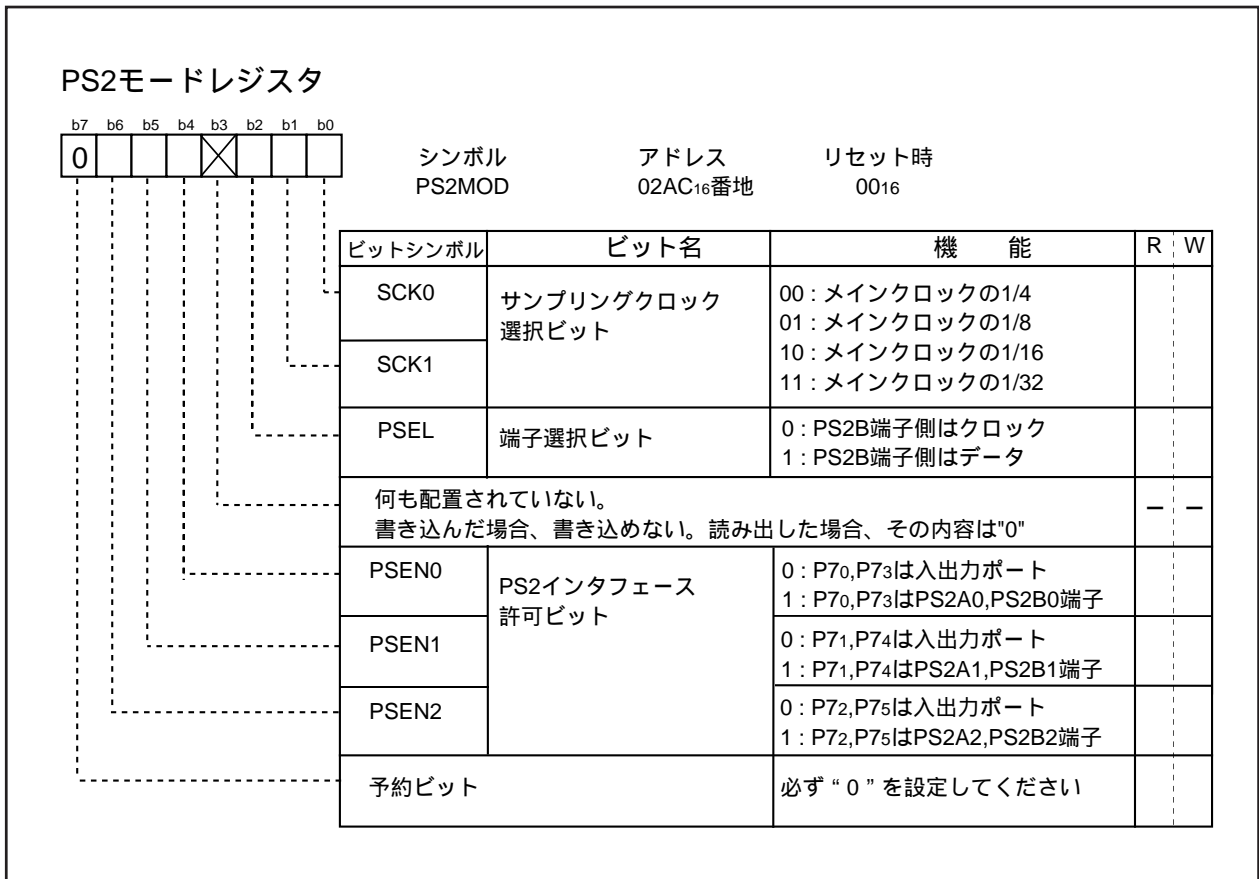 PS2モードレジスタ
b7 b6 b5 b4 b3 b2 b1 b0
0
シンボル アドレス リセット時
PS2MOD 02AC16番地 0016
ビットシンボル ビット名 機 能 R W
SCK0
サンプリングクロック
選択ビット
00 : メインクロックの1/4
01 : メインクロックの1/8
10 : メインクロックの1/16
11 : メインクロックの1/32
SCK1
PSEL 端子選択ビット
0 : PS2B端子側はクロック
1 : PS2B端子側はデータ
何も配置されていない。
書き込んだ場合、書き込めない。読み出した場合、その内容は"0"
– –
PSEN0
PS2インタフェース
許可ビット
0 : P70,P73は入出力ポート
1 : P70,P73はPS2A0,PS2B0端子
PSEN1
0 : P71,P74は入出力ポート
1 : P71,P74はPS2A1,PS2B1端子
PSEN2
0 : P72,P75は入出力ポート
1 : P72,P75はPS2A2,PS2B2端子
予約ビット 必ず“0”を設定してください